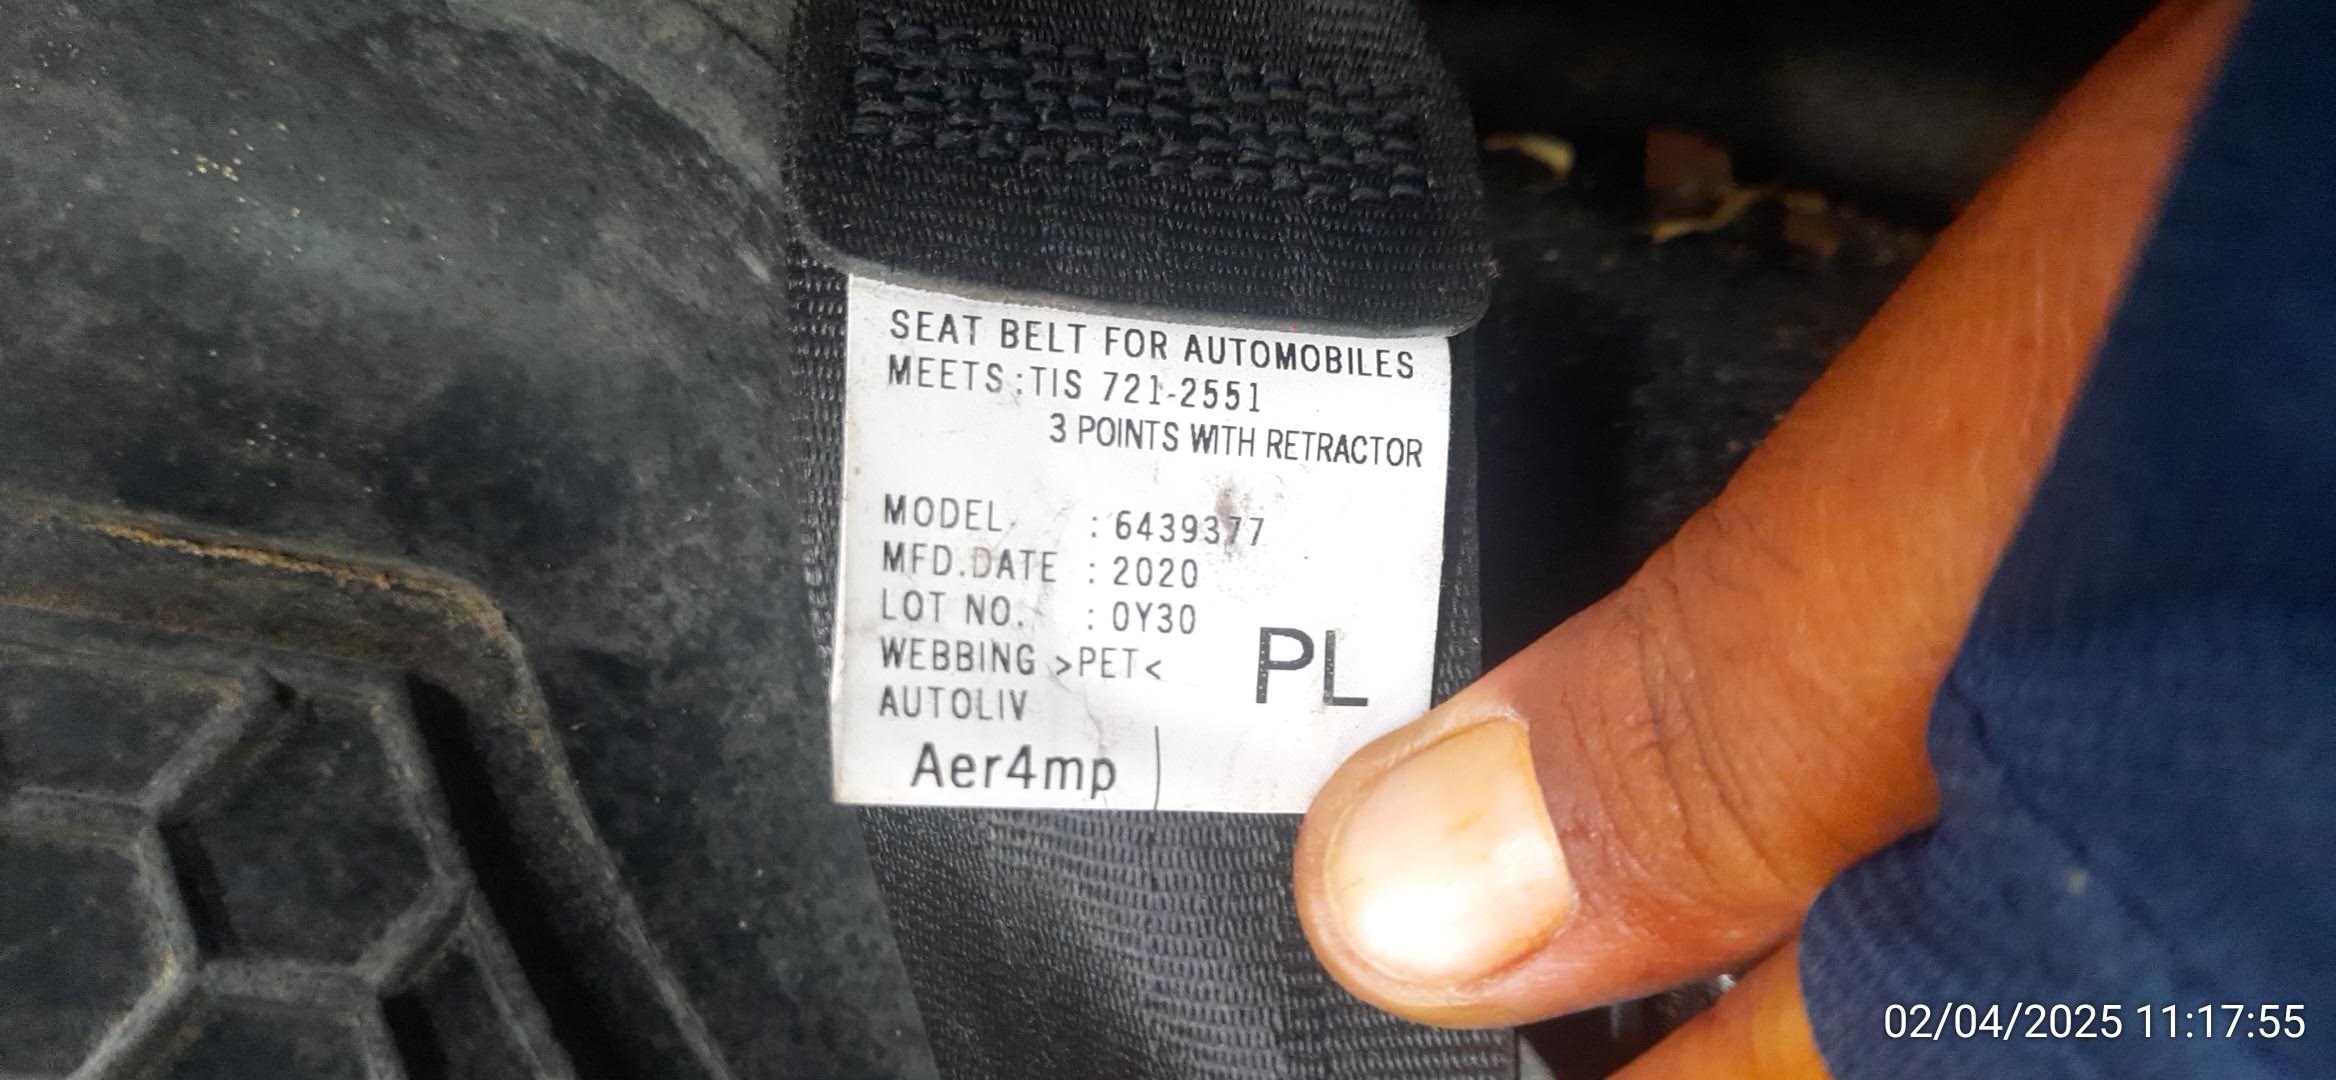 SEAT BELT FOR AUTOMOBILES
MEETS :TIS 721-2551
3 POINTS WITH RETRACTOR
MODEL : 6439377
MFD.DATE : 2020
LOT NO. : 0Y30
WEBBING >PET<
AUTOLIV
PL
Aer4mp
02/04/2025 11:17:55